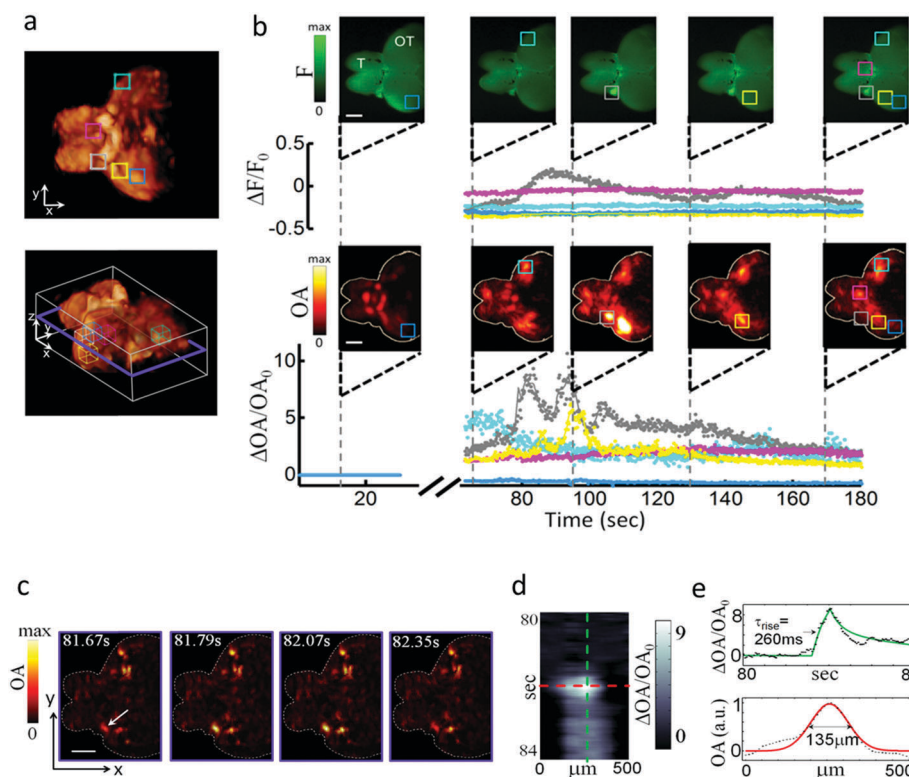 a
b
y
x
z
y
x
F
max
0
T
OT
ΔF/F0
0.5
0
-0.5
OA
max
0
ΔOA/OA0
10
5
0
20
80
100
120
140
160
180
Time (sec)
c
OA
max
0
81.67s
81.79s
82.07s
82.35s
y
x
d
80
sec
84
0
μm
500
9
0
ΔOA/OA0
e
ΔOA/OA0
8
0
τrise=
260ms
80
sec
OA (a.u.)
1
0
135μm
0
μm